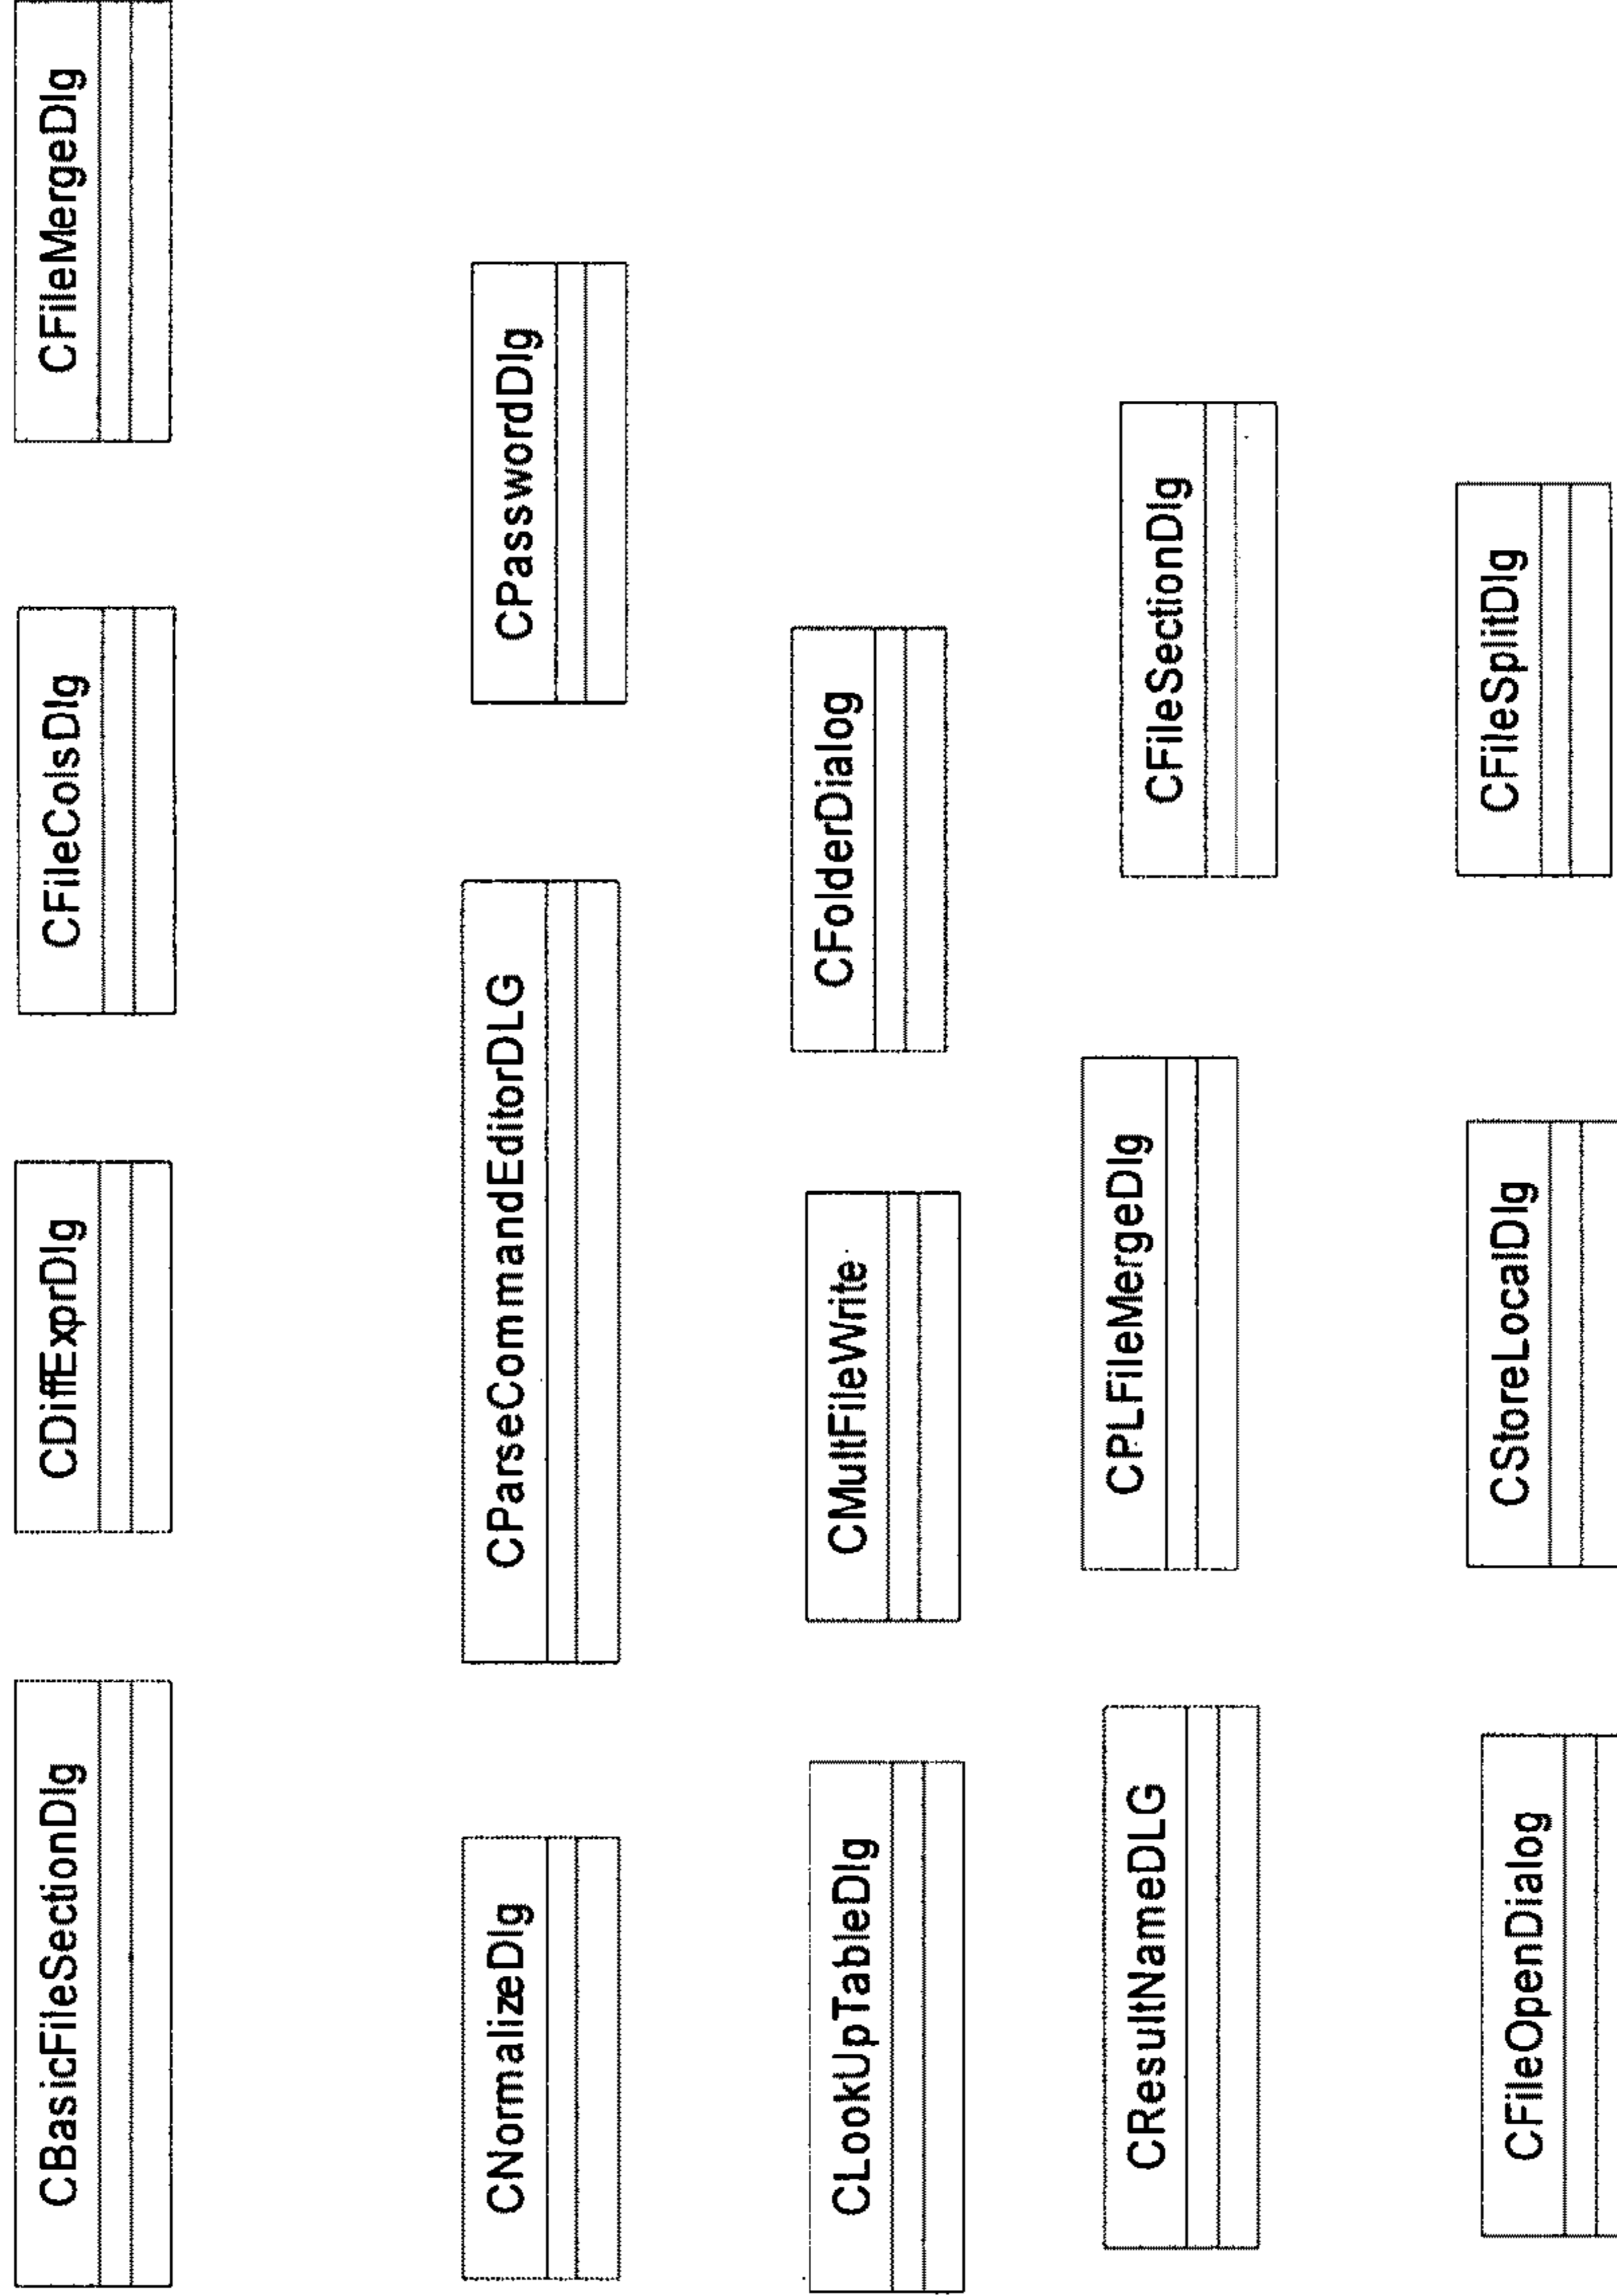 CBasicFileSectionDlg
CDiffExprDlg
CFileColsDlg
CFileMergeDlg
CNormalizeDlg
CParseCommandEditorDLG
CPasswordDlg
CLookUpTableDlg
CMultFileWrite
CFolderDialog
CResultNameDLG
CPLFileMergeDlg
CFileSectionDlg
CFileOpenDialog
CStoreLocalDlg
CFileSplitDlg